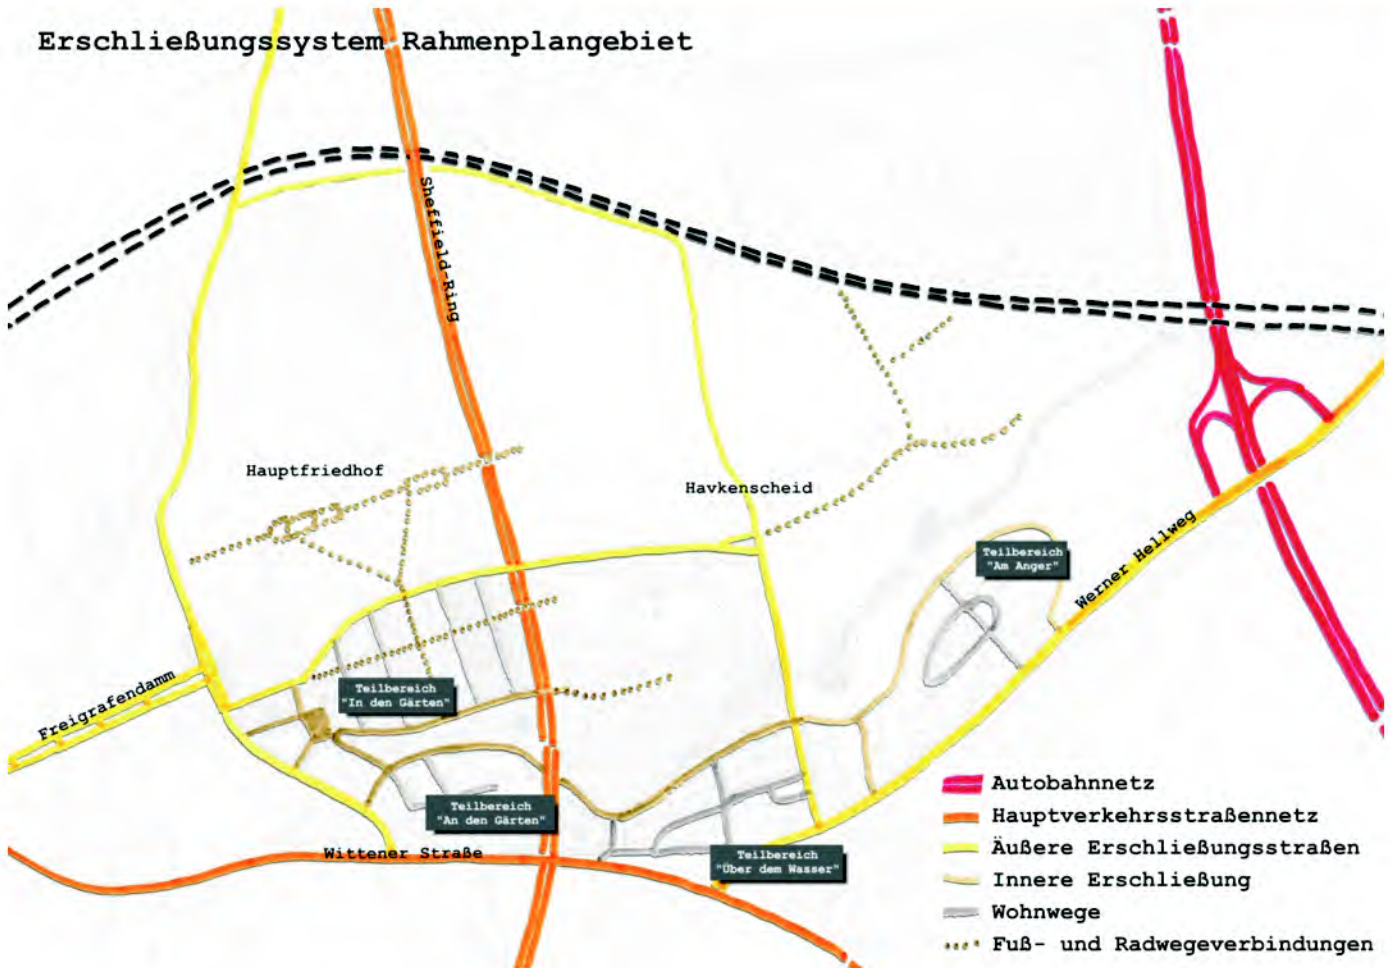 Erschließungssystem Rahmenplangebiet
Sheffield-Ring
Hauptfriedhof
Havkenscheid
Werner Hellweg
Teilbereich
"Am Anger"
Freigrafendamm
Teilbereich
"In den Gärten"
Teilbereich
"An den Gärten"
Wittener Straße
Teilbereich
"Über dem Wasser"
Autobahnnetz
Hauptverkehrsstraßennetz
Äußere Erschließungsstraßen
Innere Erschließung
Wohnwege
Fuß- und Radwegeverbindungen